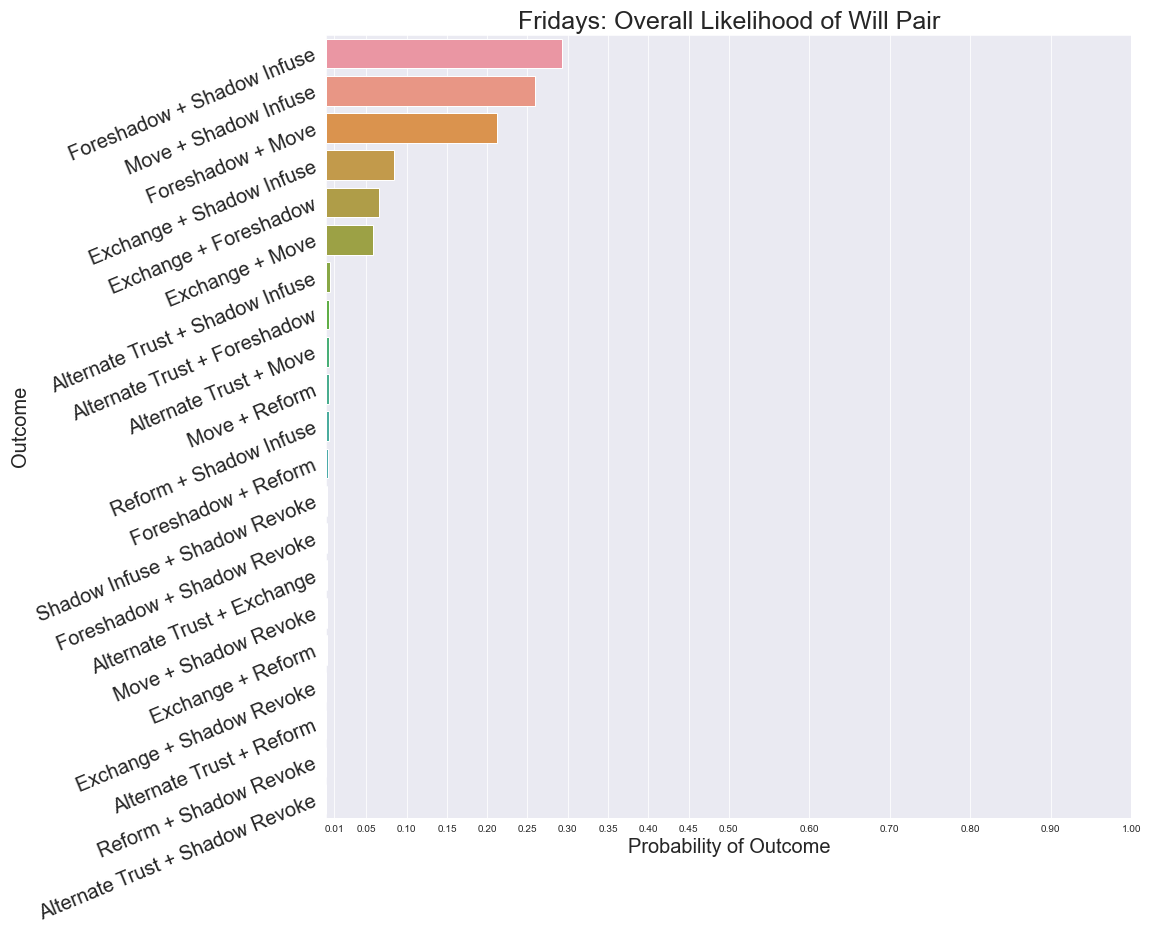 Fridays: Overall Likelihood of Will Pair
Foreshadow + Shadow Infuse
Move + Shadow Infuse
Foreshadow + Move
Exchange + Shadow Infuse
Exchange + Foreshadow
Exchange + Move
Alternate Trust + Shadow Infuse
Alternate Trust + Foreshadow
Alternate Trust + Move
Move + Reform
Reform + Shadow Infuse
Foreshadow + Reform
Shadow Infuse + Shadow Revoke
Foreshadow + Shadow Revoke
Alternate Trust + Exchange
Move + Shadow Revoke
Exchange + Reform
Exchange + Shadow Revoke
Alternate Trust + Reform
Reform + Shadow Revoke
Alternate Trust + Shadow Revoke
Outcome
0.01 0.05 0.10 0.15 0.20 0.25 0.30 0.35 0.40 0.45 0.50 0.60 0.70 0.80 0.90 1.00
Probability of Outcome